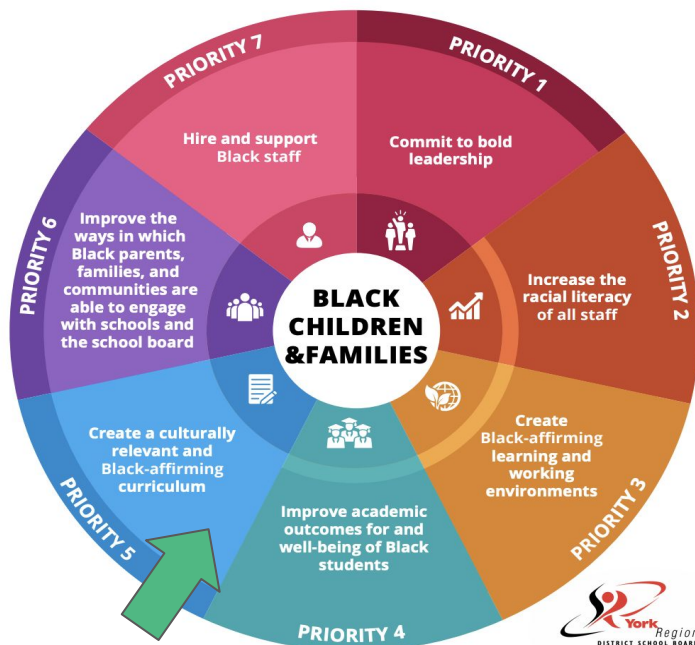 PRIORITY 1
Commit to bold
leadership
PRIORITY 2
Increase the
racial literacy
of all staff
PRIORITY 3
Create
Black-affirming
learning and
working
environments
PRIORITY 4
Improve academic
outcomes for and
well-being of Black
students
PRIORITY 5
Create a culturally
relevant and
Black-affirming
curriculum
PRIORITY 6
Improve the
ways in which
Black parents,
families, and
communities are
able to engage
with schools and
the school board
PRIORITY 7
Hire and support
Black staff
BLACK
CHILDREN
&FAMILIES
York
Region
DISTRICT SCHOOL BOARD